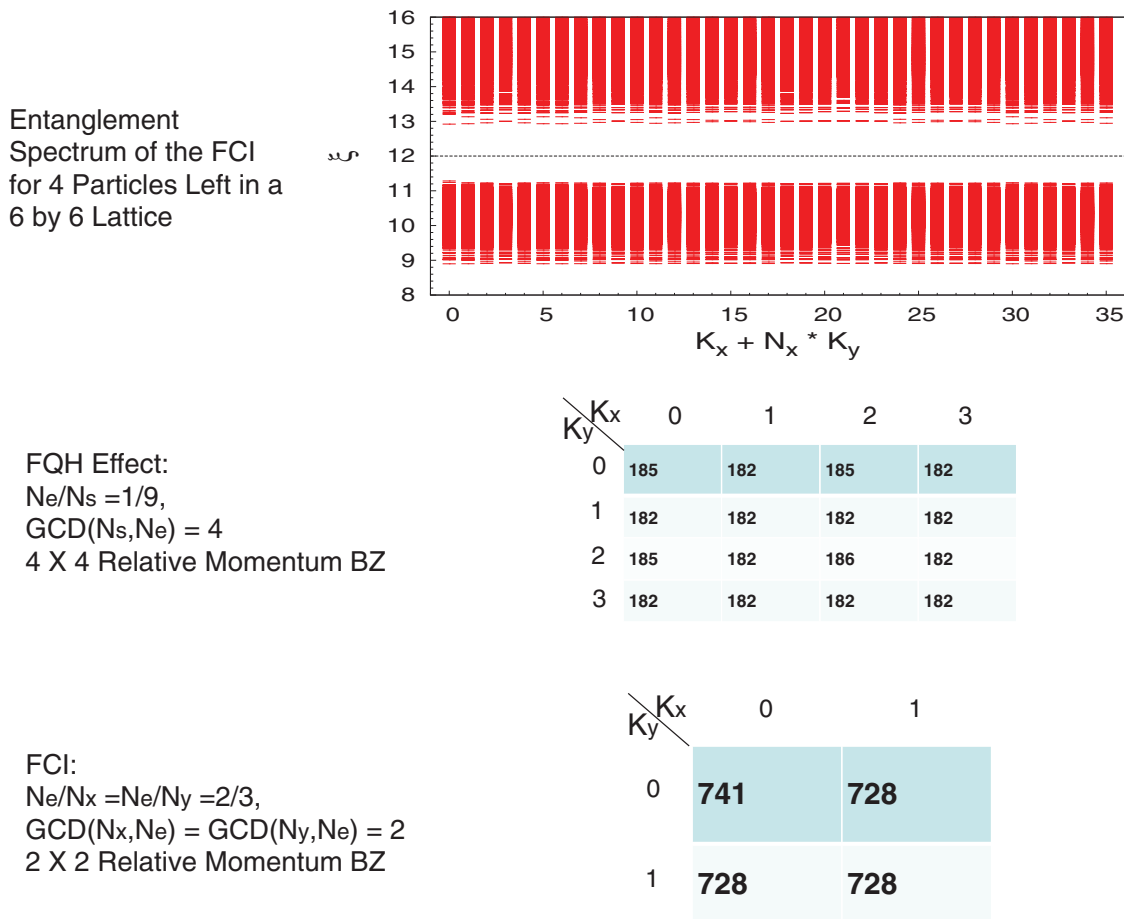 Entanglement
Spectrum of the FCI
for 4 Particles Left in a
6 by 6 Lattice
ξ
16
15
14
13
12
11
10
9
8
0 5 10 15 20 25 30 35
Kx + Nx * Ky
FQH Effect:
Ne/Ns =1/9,
GCD(Ns,Ne) = 4
4 X 4 Relative Momentum BZ
Kx
Ky
0 1 2 3
0 185 182 185 182
1 182 182 182 182
2 185 182 186 182
3 182 182 182 182
FCI:
Ne/Nx =Ne/Ny =2/3,
GCD(Nx,Ne) = GCD(Ny,Ne) = 2
2 X 2 Relative Momentum BZ
Kx
Ky
0 1
0 741 728
1 728 728